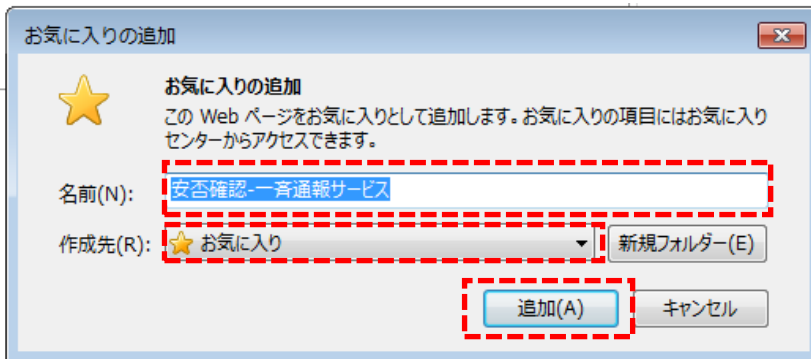 お気に入りの追加
お気に入りの追加
この Web ページをお気に入りとして追加します。お気に入りの項目にはお気に入り
センターからアクセスできます。
名前(N): 安否確認-一斉通報サービス
作成先(R): お気に入り 新規フォルダー(E)
追加(A) キャンセル